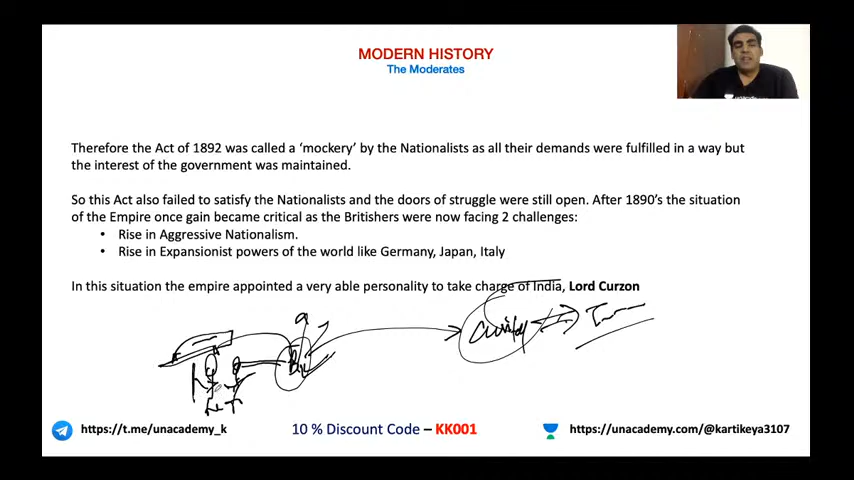 MODERN HISTORY
The Moderates
Therefore the Act of 1892 was called a ‘mockery’ by the Nationalists as all their demands were fulfilled in a way but
the interest of the government was maintained.
So this Act also failed to satisfy the Nationalists and the doors of struggle were still open. After 1890’s the situation
of the Empire once gain became critical as the Britishers were now facing 2 challenges:
• Rise in Aggressive Nationalism.
• Rise in Expansionist powers of the world like Germany, Japan, Italy
In this situation the empire appointed a very able personality to take charge of India, Lord Curzon
https://t.me/unacademy_k
10 % Discount Code – KK001
https://unacademy.com/@kartikeya3107